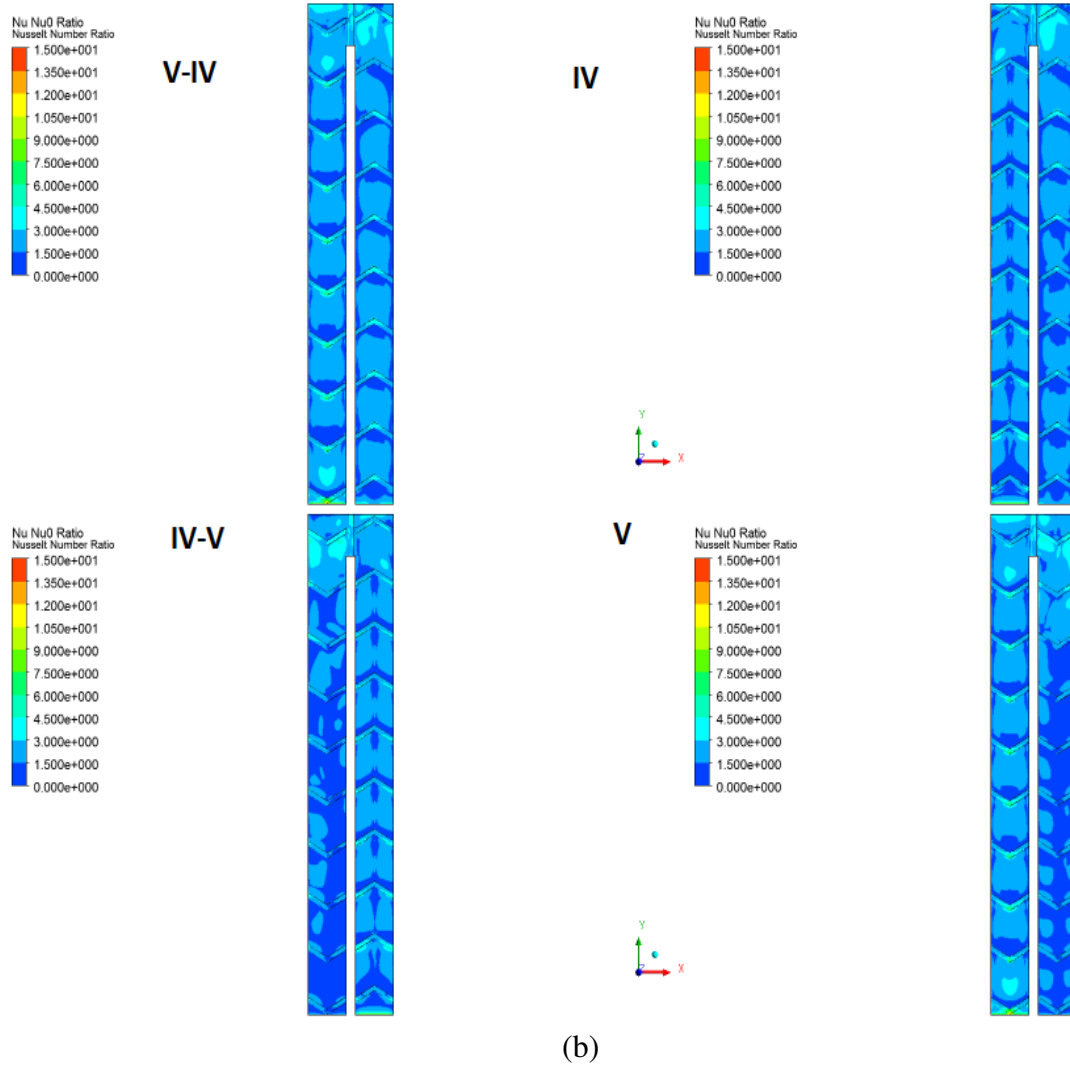 Nu Nu0 Ratio
Nusselt Number Ratio
1.500e+001
1.350e+001
1.200e+001
1.050e+001
9.000e+000
7.500e+000
6.000e+000
4.500e+000
3.000e+000
1.500e+000
0.000e+000
V-IV
IV
Nu Nu0 Ratio
Nusselt Number Ratio
1.500e+001
1.350e+001
1.200e+001
1.050e+001
9.000e+000
7.500e+000
6.000e+000
4.500e+000
3.000e+000
1.500e+000
0.000e+000
Y
Z
X
Nu Nu0 Ratio
Nusselt Number Ratio
1.500e+001
1.350e+001
1.200e+001
1.050e+001
9.000e+000
7.500e+000
6.000e+000
4.500e+000
3.000e+000
1.500e+000
0.000e+000
IV-V
V
Nu Nu0 Ratio
Nusselt Number Ratio
1.500e+001
1.350e+001
1.200e+001
1.050e+001
9.000e+000
7.500e+000
6.000e+000
4.500e+000
3.000e+000
1.500e+000
0.000e+000
Y
Z
X
(b)